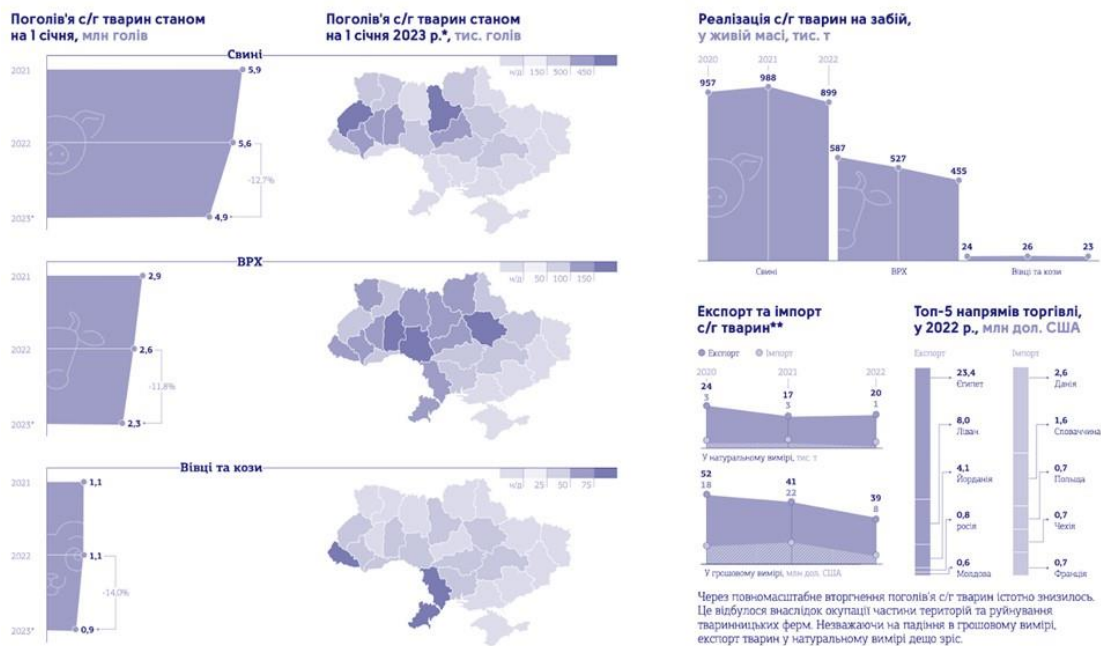 Поголів'я с/г тварин станом
на 1 січня, млн голів
Свині
2021
5,9
2022
5,6
-12,7%
2023*
4,9
ВРХ
2021
2,9
2022
2,6
-11,8%
2023*
2,3
Вівці та кози
2021
1,1
2022
1,1
-14,0%
2023*
0,9
Поголів'я с/г тварин станом
на 1 січня 2023 р.*, тис. голів
н/д 150 300 450
н/д 50 100 150
н/д 25 50 75
Реалізація с/г тварин на забій,
у живій масі, тис. т
2020 2021 2022
957 988 899
587 527 455
24 26 23
Свині ВРХ Вівці та кози
Експорт та імпорт
с/г тварин**
Експорт Імпорт
2020 2021 2022
24 17 20
3 3 1
У натуральному вимірі, тис. т
52 41 39
18 22 8
У грошовому вимірі, млн дол. США
Топ-5 напрямів торгівлі,
у 2022 р., млн дол. США
Експорт
23,4
Єгипет
8,0
Ліван
4,1
Йорданія
0,8
росія
0,6
Молдова
Імпорт
2,6
Данія
1,6
Словаччина
0,7
Польща
0,7
Чехія
0,7
Франція
Через повномасштабне вторгнення поголів'я с/г тварин істотно знизилось.
Це відбулося внаслідок окупації частини територій та руйнування
тваринницьких ферм. Незважаючи на падіння в грошовому вимірі,
експорт тварин у натуральному вимірі дещо зріс.